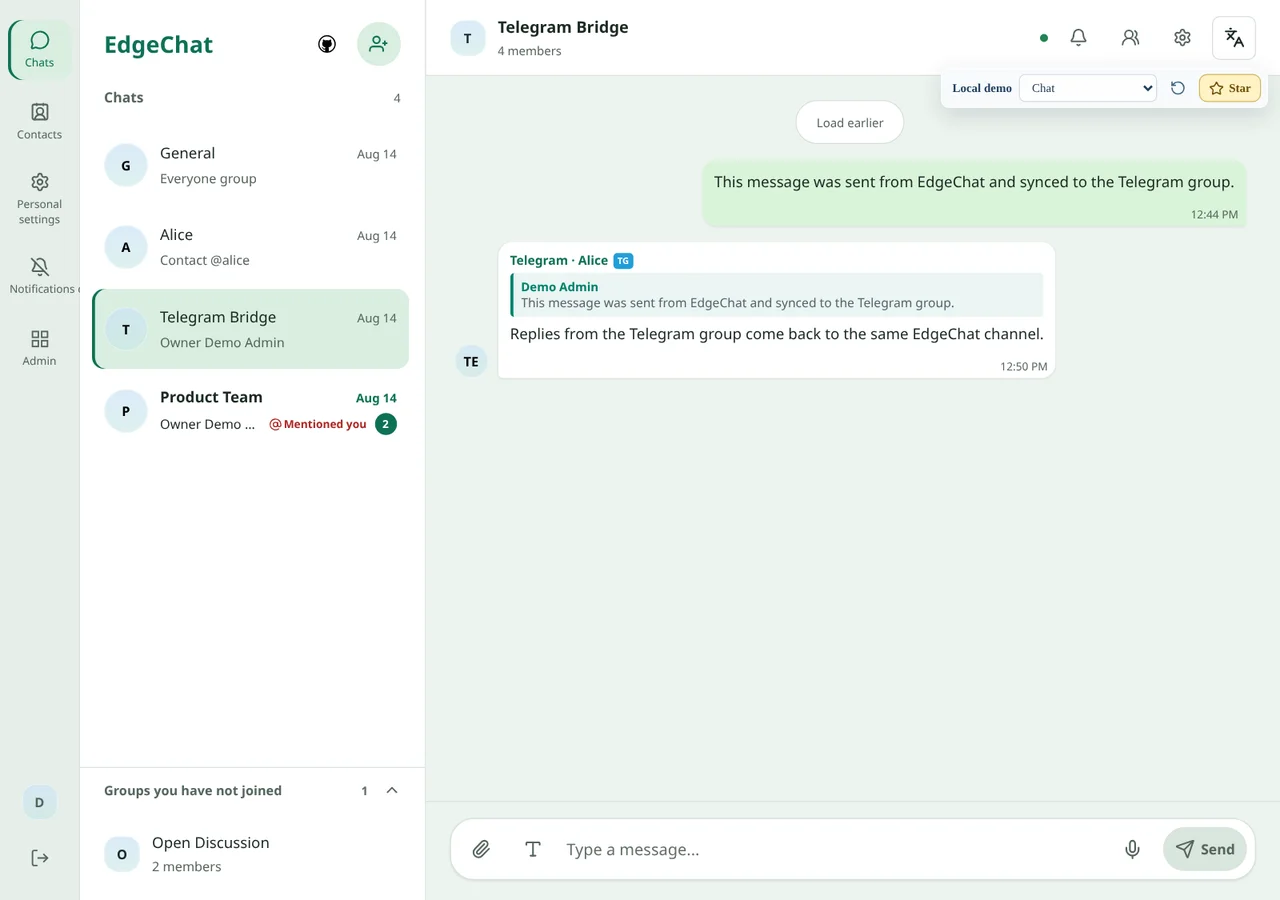 Chats
Contacts
Personal
settings
Notifications
Admin
D
EdgeChat
Chats 4
G
General Aug 14
Everyone group
A
Alice Aug 14
Contact @alice
T
Telegram Bridge Aug 14
Owner Demo Admin
P
Product Team Aug 14
Owner Demo ... @ Mentioned you 2
Groups you have not joined 1
O
Open Discussion
2 members
T
Telegram Bridge
4 members
Local demo Chat Star
Load earlier
This message was sent from EdgeChat and synced to the Telegram group.
12:44 PM
Telegram · Alice TG
Demo Admin
This message was sent from EdgeChat and synced to the Telegram group.
Replies from the Telegram group come back to the same EdgeChat channel.
TE
12:50 PM
Type a message...
Send